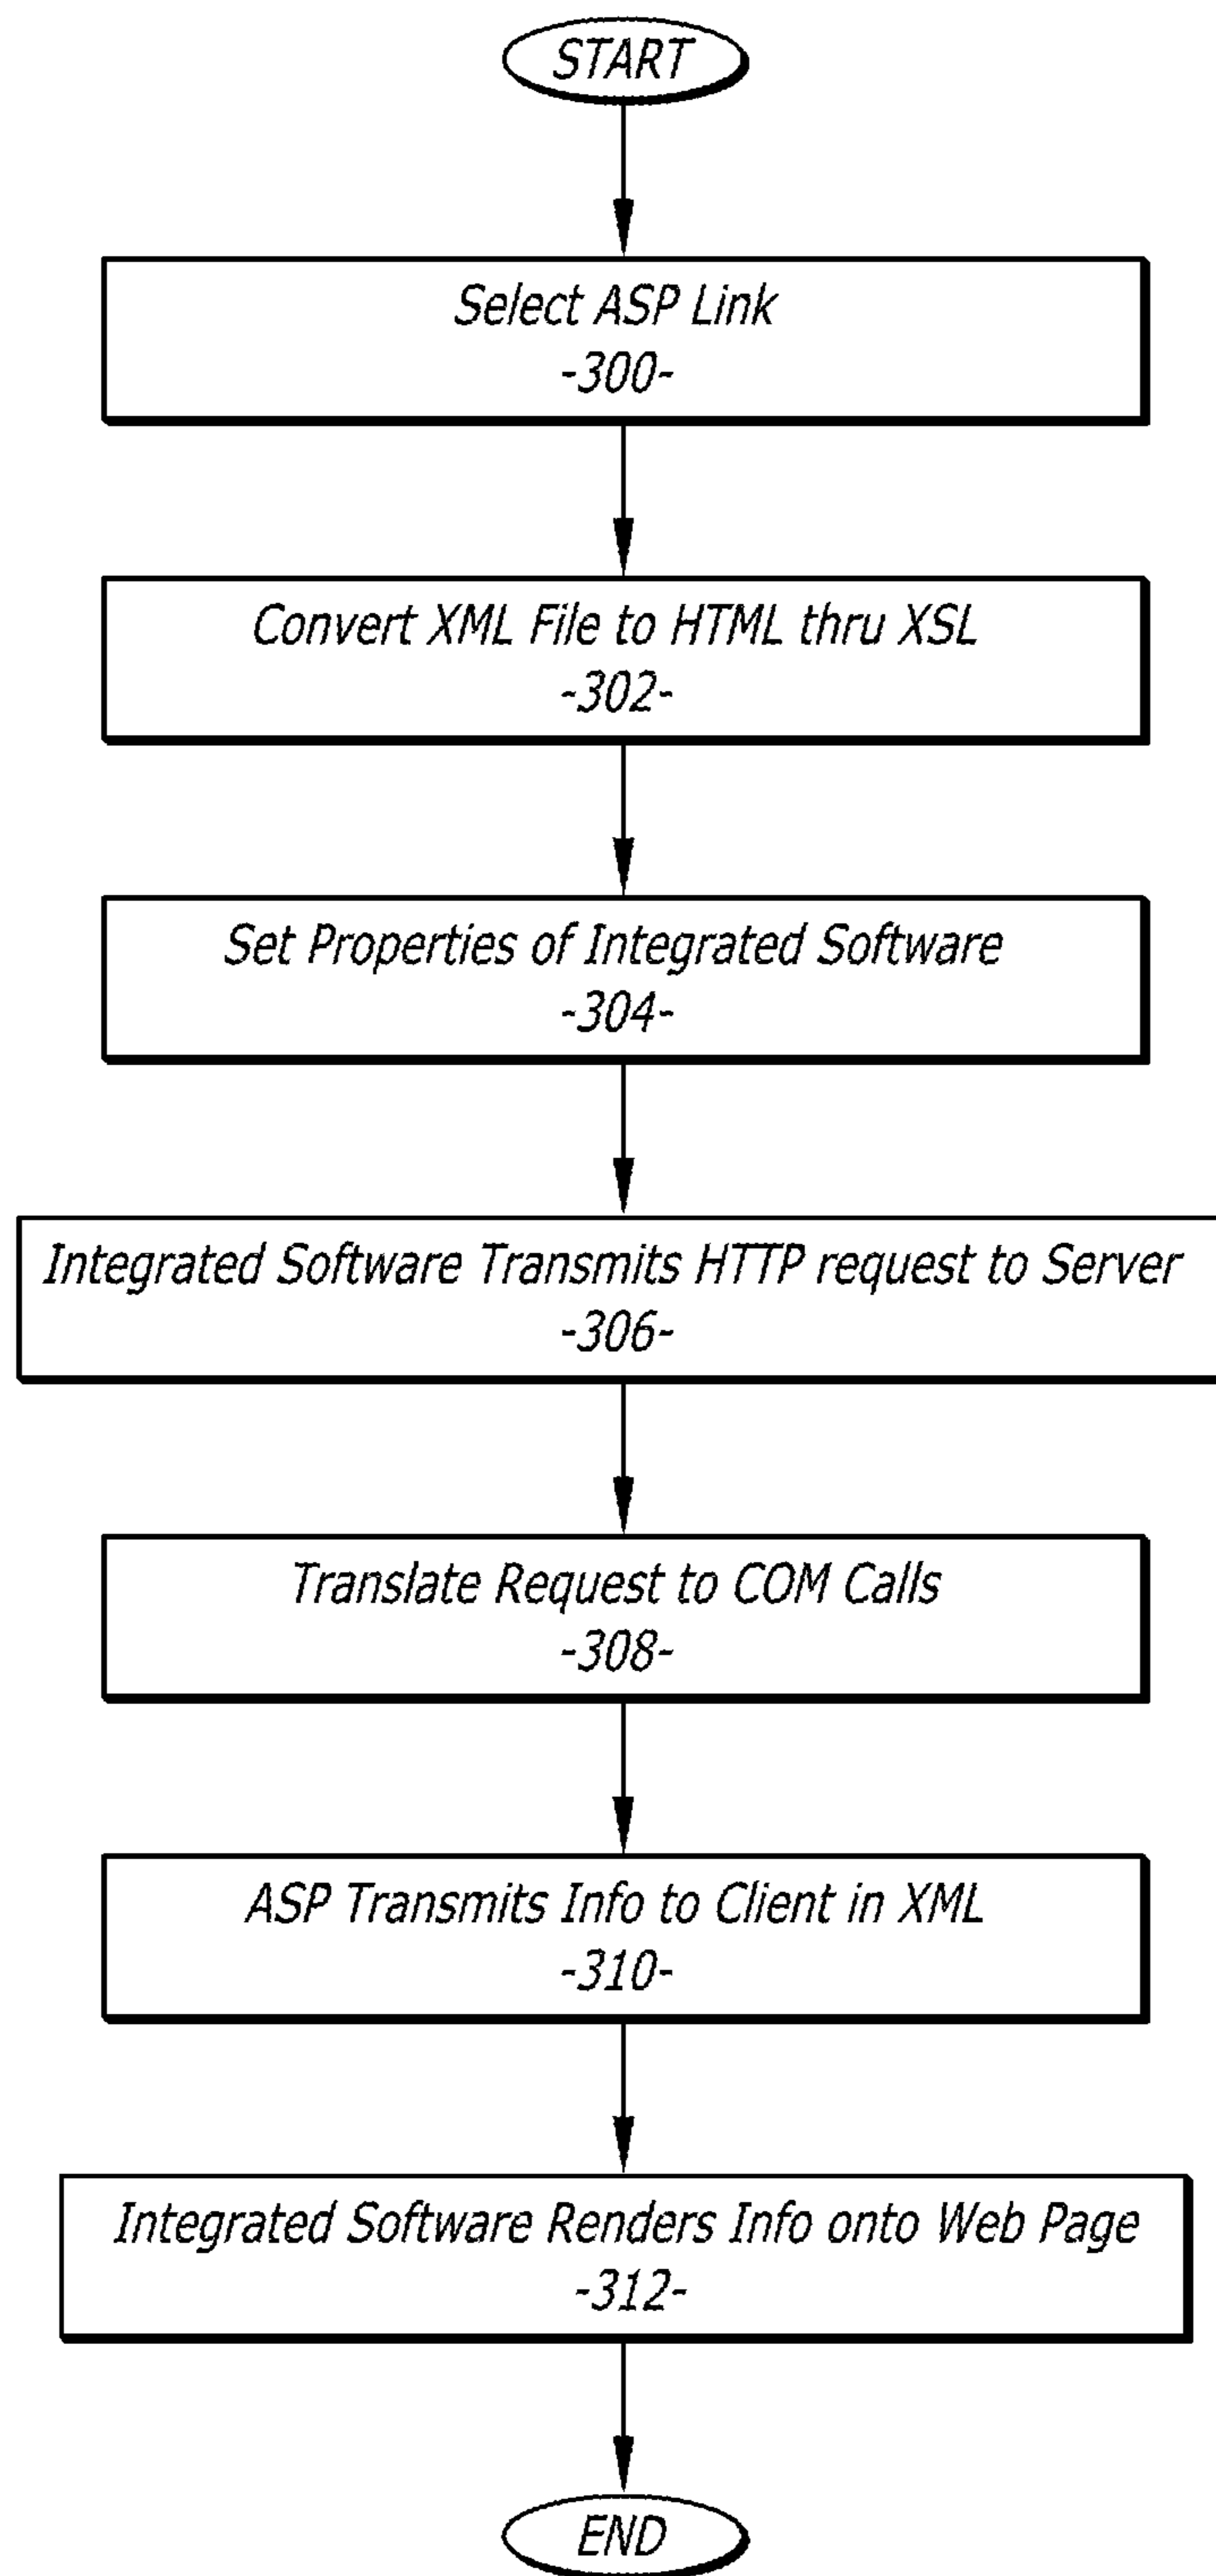 START
Select ASP Link
-300-
Convert XML File to HTML thru XSL
-302-
Set Properties of Integrated Software
-304-
Integrated Software Transmits HTTP request to Server
-306-
Translate Request to COM Calls
-308-
ASP Transmits Info to Client in XML
-310-
Integrated Software Renders Info onto Web Page
-312-
END